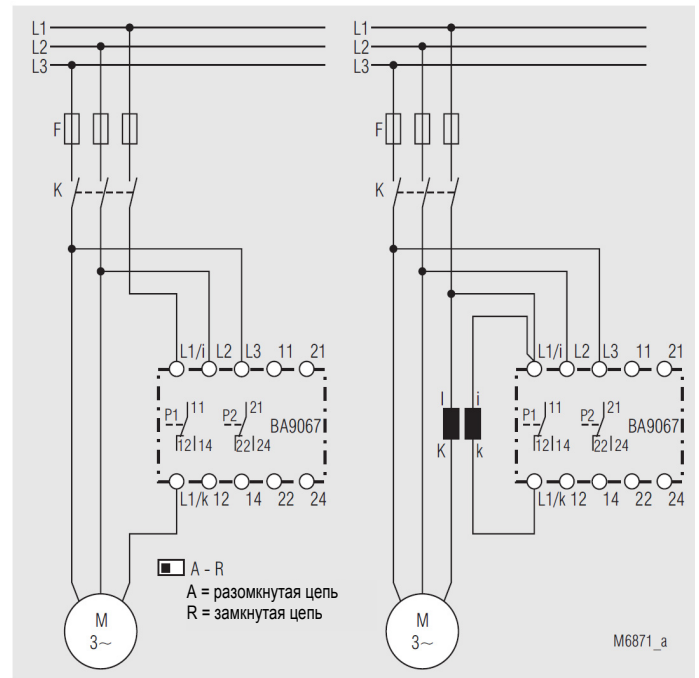 L1
L2
L3
F
K
L1/i L2 L3 11 21
P1 11
12 14
P2 21
22 24
BA9067
L1/k 12 14 22 24
A - R
A = разомкнутая цепь
R = замкнутая цепь
M
3~
L1
L2
L3
F
K
l i
K k
L1/i L2 L3 11 21
P1 11
12 14
P2 21
22 24
BA9067
L1/k 12 14 22 24
M
3~
M6871_a